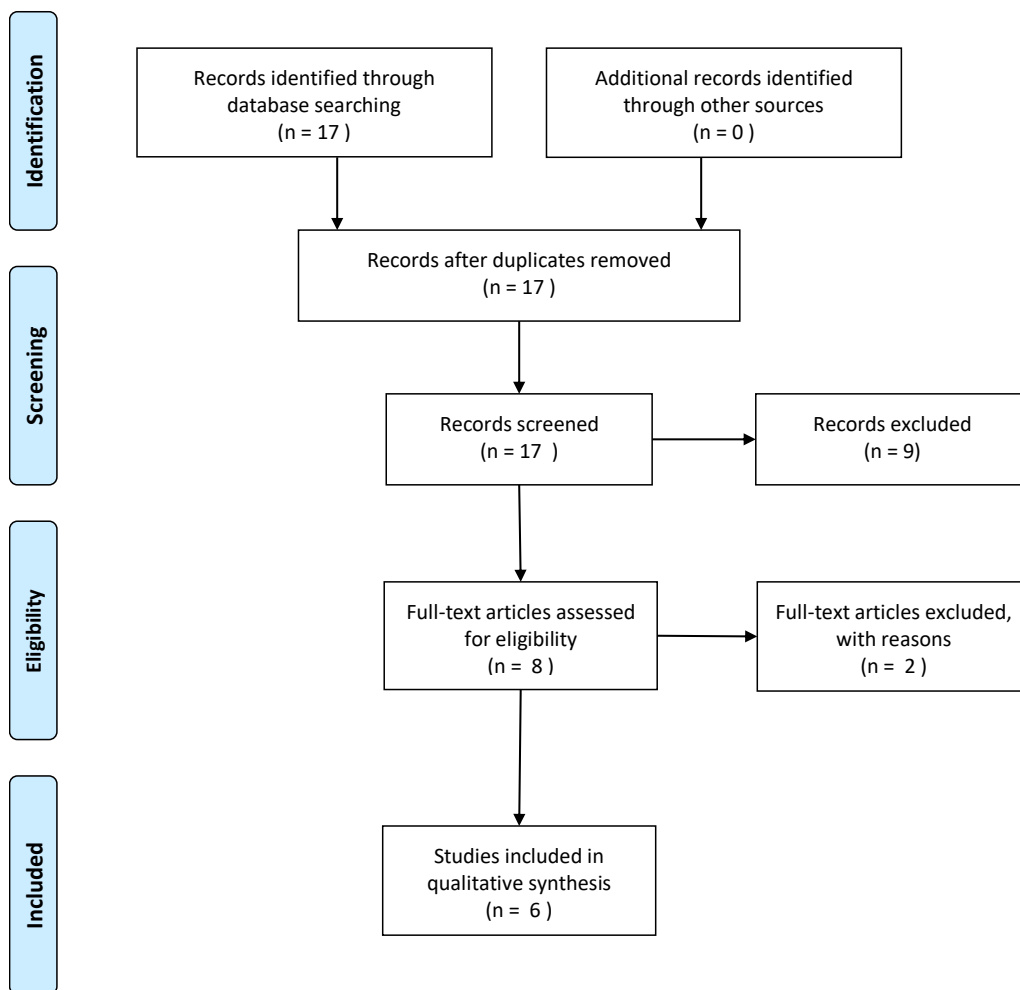 Identification
Records identified through
database searching
(n = 17 )
Additional records identified
through other sources
(n = 0 )
Records after duplicates removed
(n = 17 )
Screening
Records screened
(n = 17 )
Records excluded
(n = 9)
Eligibility
Full-text articles assessed
for eligibility
(n = 8 )
Full-text articles excluded,
with reasons
(n = 2 )
Included
Studies included in
qualitative synthesis
(n = 6 )